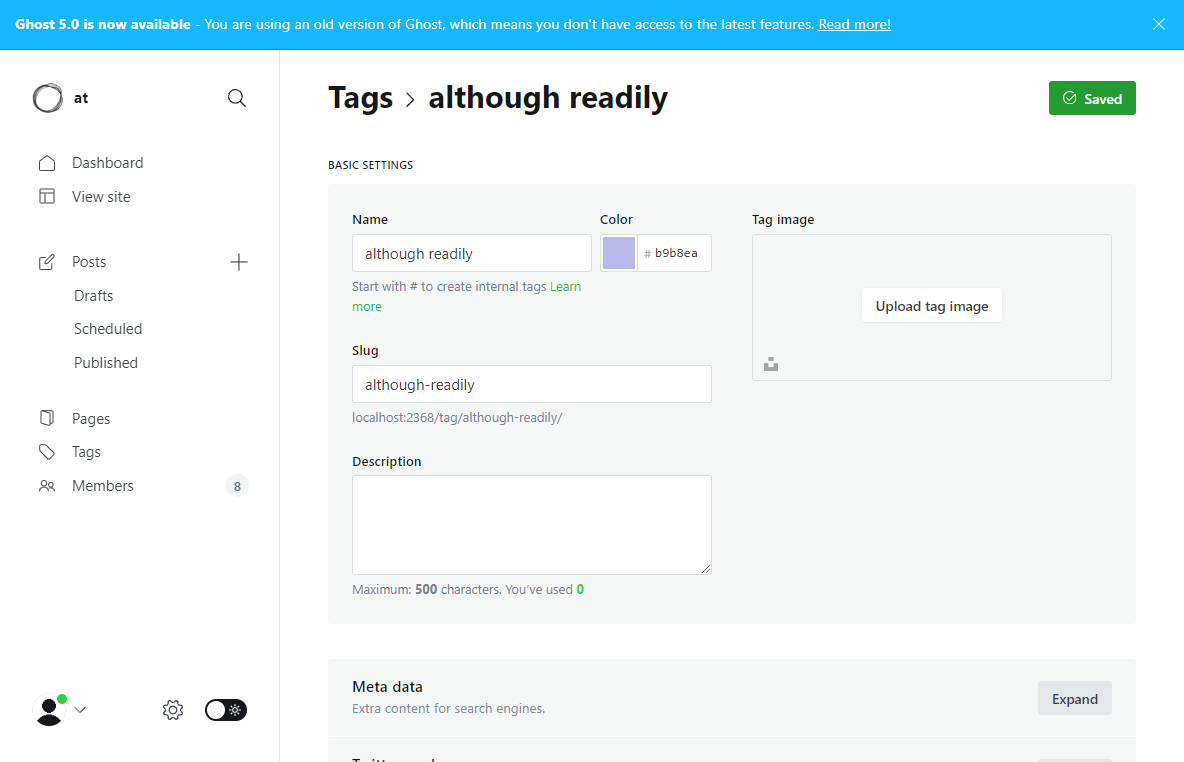 Ghost 5.0 is now available - You are using an old version of Ghost, which means you don't have access to the latest features. Read more!
at
Dashboard
View site
Posts
Drafts
Scheduled
Published
Pages
Tags
Members 8
Tags › although readily
Saved
BASIC SETTINGS
Name
although readily
Start with # to create internal tags Learn
more
Color
# b9b8ea
Slug
although-readily
localhost:2368/tag/although-readily/
Description
Maximum: 500 characters. You've used 0
Tag image
Upload tag image
Meta data
Extra content for search engines.
Expand